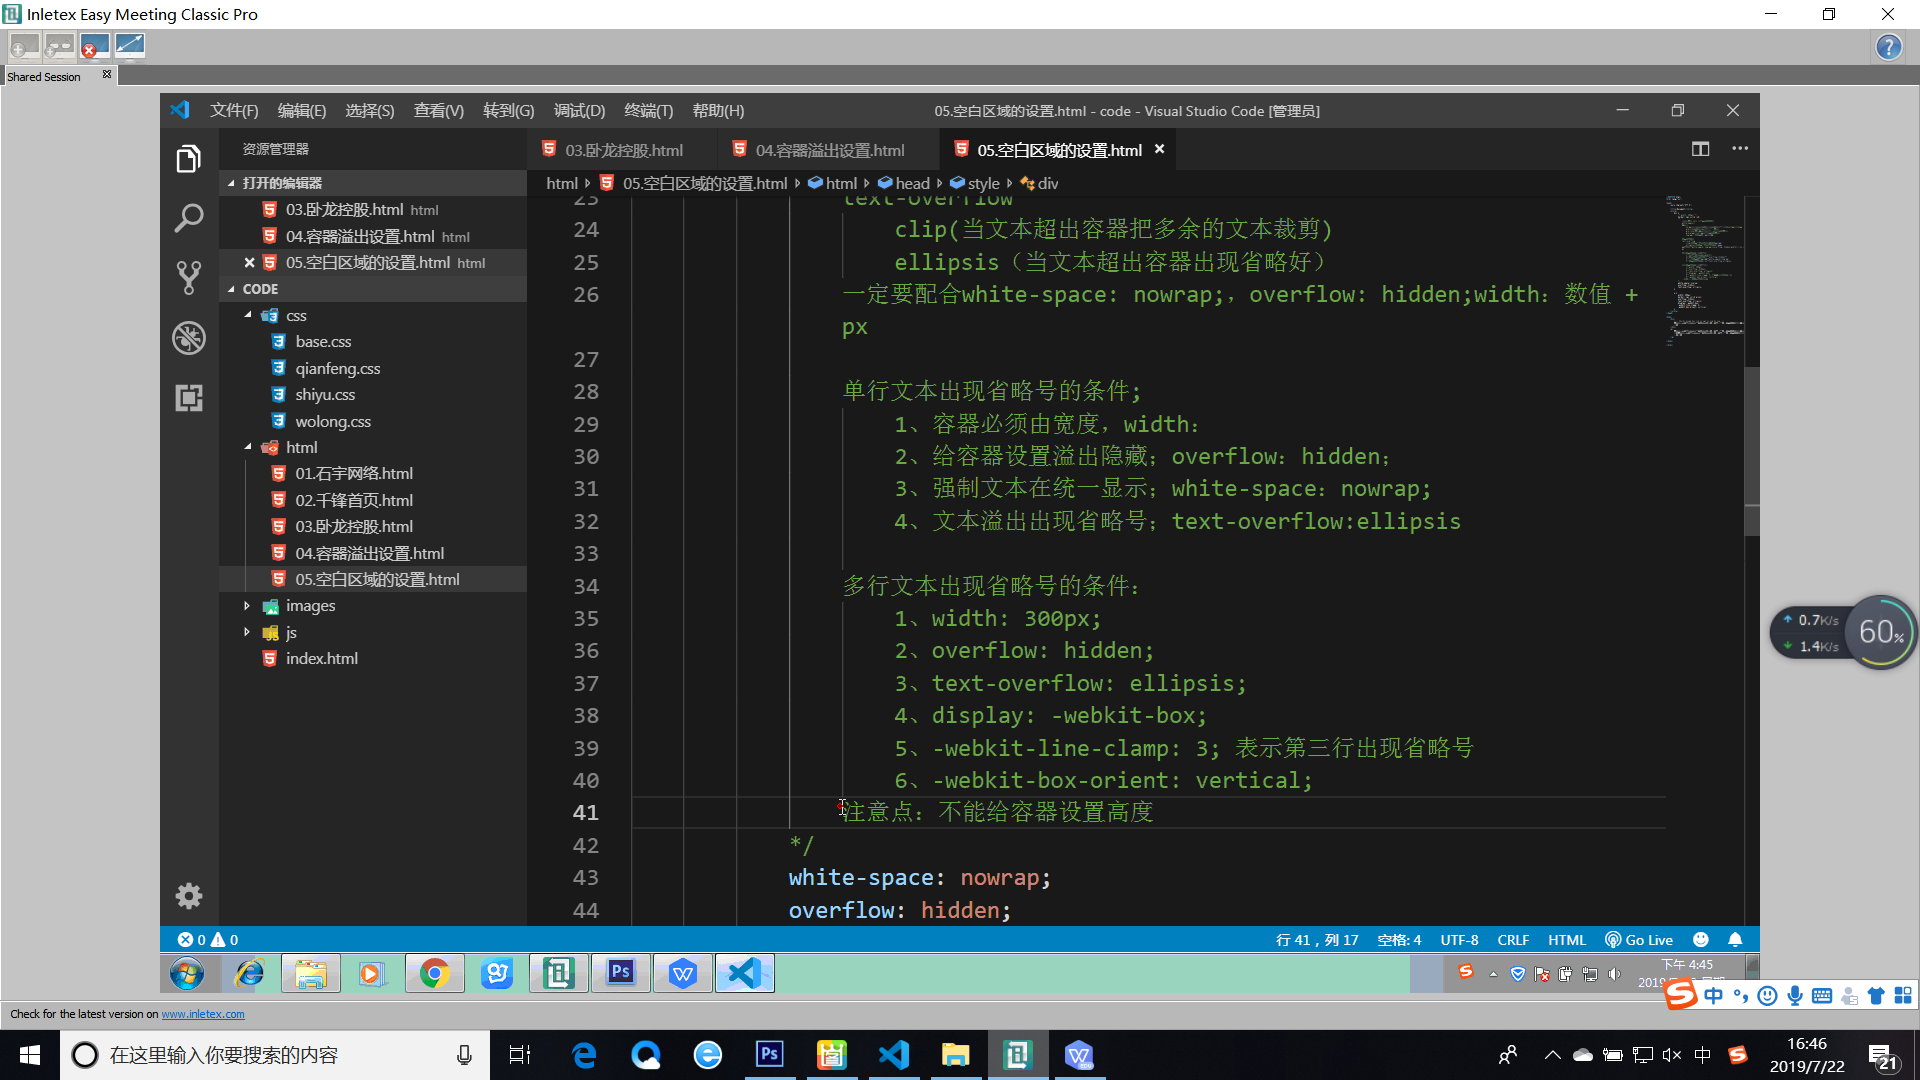 Inletex Easy Meeting Classic Pro
Shared Session
文件(F) 编辑(E) 选择(S) 查看(V) 转到(G) 调试(D) 终端(T) 帮助(H)
05.空白区域的设置.html - code - Visual Studio Code [管理员]
资源管理器
03.卧龙控股.html
04.容器溢出设置.html
05.空白区域的设置.html
打开的编辑器
html 05.空白区域的设置.html html head style div
03.卧龙控股.html html
04.容器溢出设置.html html
05.空白区域的设置.html html
CODE
css
base.css
qianfeng.css
shiyu.css
wolong.css
html
01.石宇网络.html
02.千锋首页.html
03.卧龙控股.html
04.容器溢出设置.html
05.空白区域的设置.html
images
js
index.html
23 text-overflow
24 clip(当文本超出容器把多余的文本裁剪)
25 ellipsis（当文本超出容器出现省略好）
26 一定要配合white-space: nowrap;，overflow: hidden;width：数值 +
px
27
28 单行文本出现省略号的条件；
29 1、容器必须由宽度，width：
30 2、给容器设置溢出隐藏；overflow：hidden；
31 3、强制文本在统一显示；white-space：nowrap;
32 4、文本溢出出现省略号；text-overflow:ellipsis
33
34 多行文本出现省略号的条件：
35 1、width: 300px;
36 2、overflow: hidden;
37 3、text-overflow: ellipsis;
38 4、display: -webkit-box;
39 5、-webkit-line-clamp: 3; 表示第三行出现省略号
40 6、-webkit-box-orient: vertical;
41 注意点：不能给容器设置高度
42 */
43 white-space: nowrap;
44 overflow: hidden;
0.7K/s
1.4K/s
60%
0 0
行 41，列 17 空格: 4 UTF-8 CRLF HTML Go Live
下午 4:45
中
Check for the latest version on www.inletex.com
在这里输入你要搜索的内容
中
16:46
2019/7/22
21